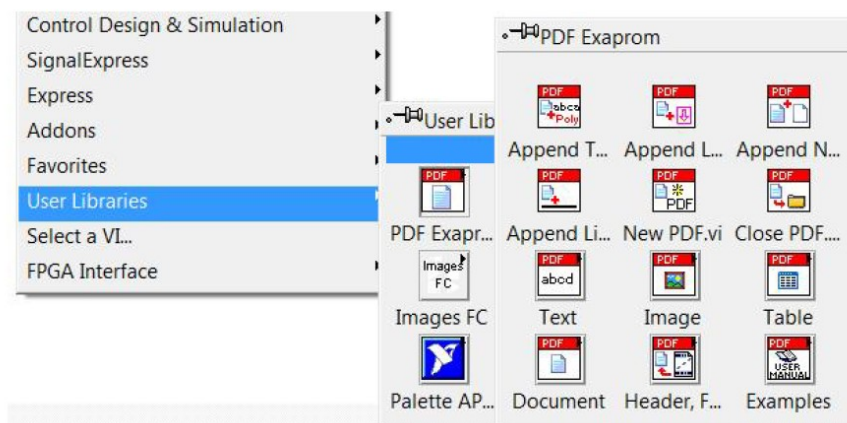 Control Design & Simulation
SignalExpress
Express
Addons
Favorites
User Libraries
Select a VI...
FPGA Interface
User Lib
PDF
PDF Exapr...
Images
FC
Images FC
Palette AP...
PDF Exaprom
PDF PDF PDF
abca
Poly
Append T... Append L... Append N...
PDF PDF PDF
PDF
Append Li... New PDF.vi Close PDF....
PDF PDF PDF
abcd
Text Image Table
PDF PDF PDF
USER
MANUAL
Document Header, F... Examples